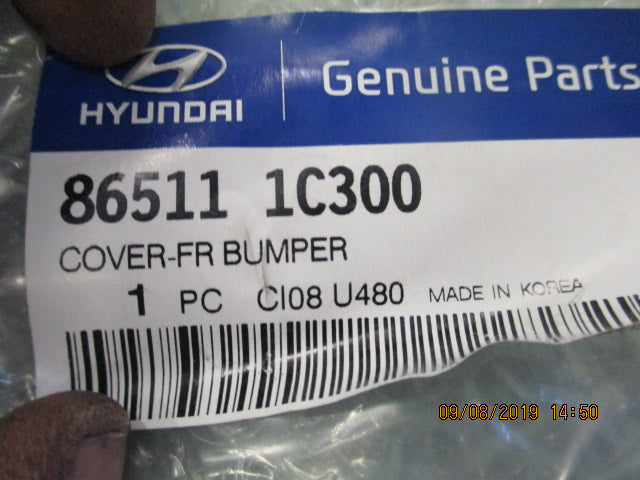 HYUNDAI
Genuine Parts
86511 1C300
COVER-FR BUMPER
1 PC CI08 U480 MADE IN KOREA
09/08/2019 14:50